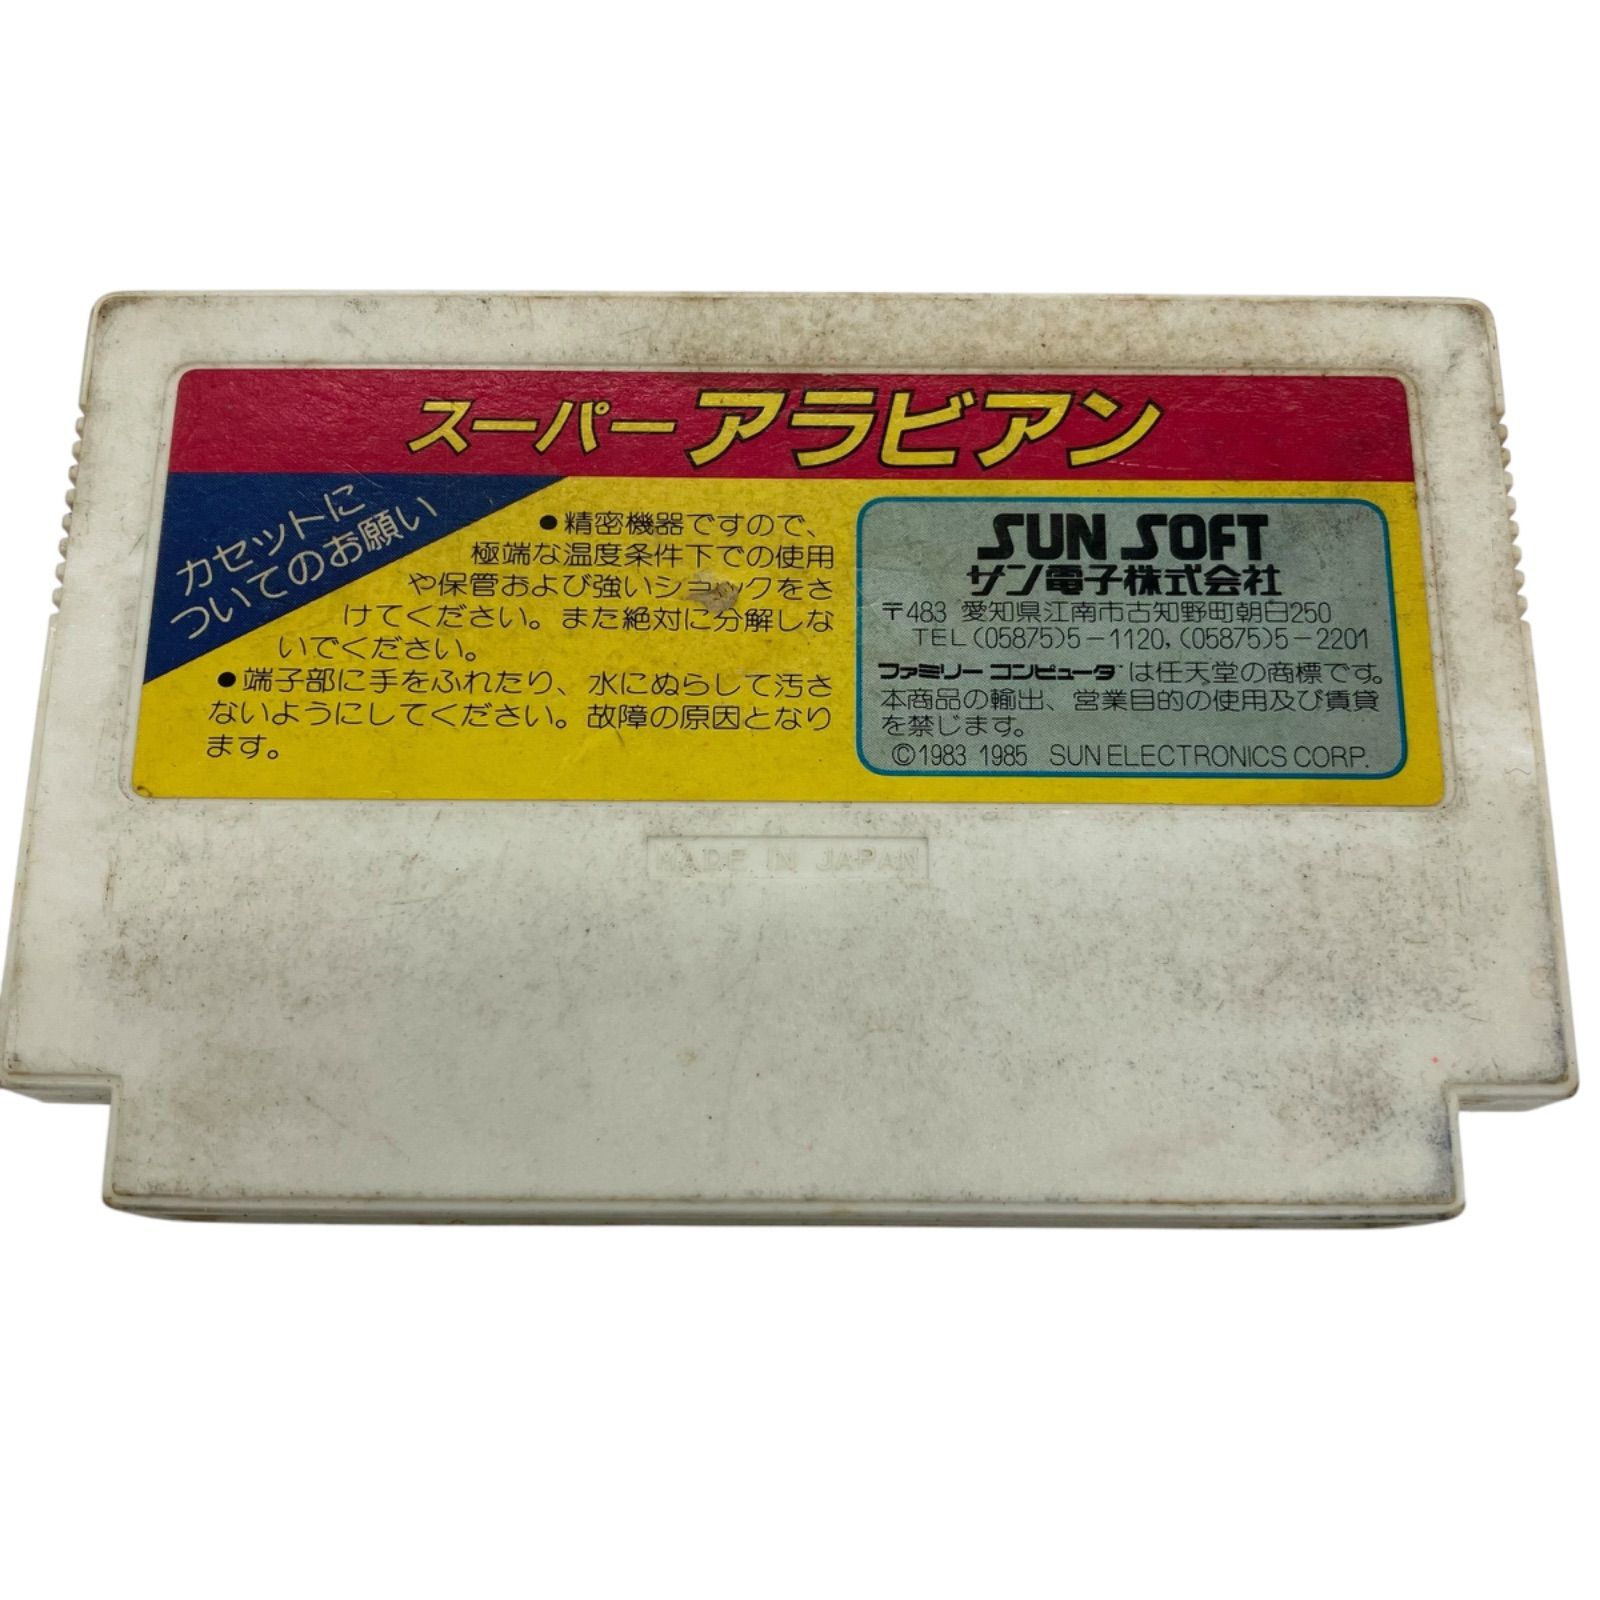 スーパーアラビアン
カセットに
ついてのお願い
●精密機器ですので、
極端な温度条件下での使用
や保管および強いショックをさ
けてください。また絶対に分解しな
いでください。
●端子部に手をふれたり、水にぬらして汚さ
ないようにしてください。故障の原因となり
ます。
SUN SOFT
サン電子株式会社
〒483 愛知県江南市古知野町朝日250
TEL(05875)5-1120,(05875)5-2201
ファミリーコンピュータは任天堂の商標です。
本商品の輸出、営業目的の使用及び賃貸
を禁じます。
©1983 1985 SUN ELECTRONICS CORP.
MADE IN JAPAN